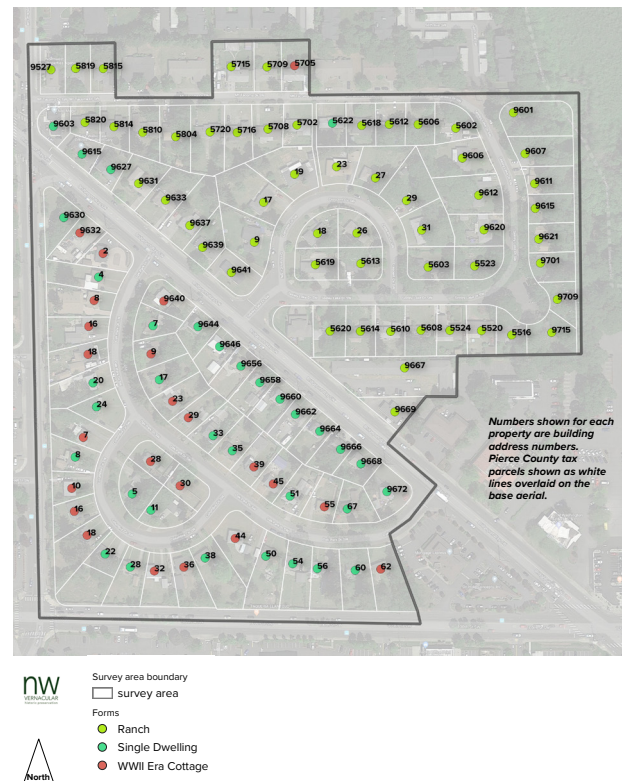 9527 5819 5815
5715 5709 5705
9603 5820 5814 5810 5804 5720 5716 5708 5702 5622 5618 5612 5606 5602
9601
9615 9627 9631 9633 9637 9639 9641
19 23 27 29 31
17 9
9606 9607
9612 9611
9615
9620 9621
18 26
5619 5613 5603 5523 9701
9709
5620 5614 5610 5608 5524 5520 5516 9715
9667
9669
9630
9632
2
4
8
16
18
20
24
7
8
10
16
18
22
28
32
36
38
44
50
54
56
60
62
9640
7
9
17
23
29
33
35
39
45
51
55
67
9644
9646
9656
9658
9660
9662
9664
9666
9668
9672
28
30
5
11
Numbers shown for each
property are building
address numbers.
Pierce County tax
parcels shown as white
lines overlaid on the
base aerial.
nw
VERNACULAR
historic preservation
North
Survey area boundary
survey area
Forms
Ranch
Single Dwelling
WWII Era Cottage